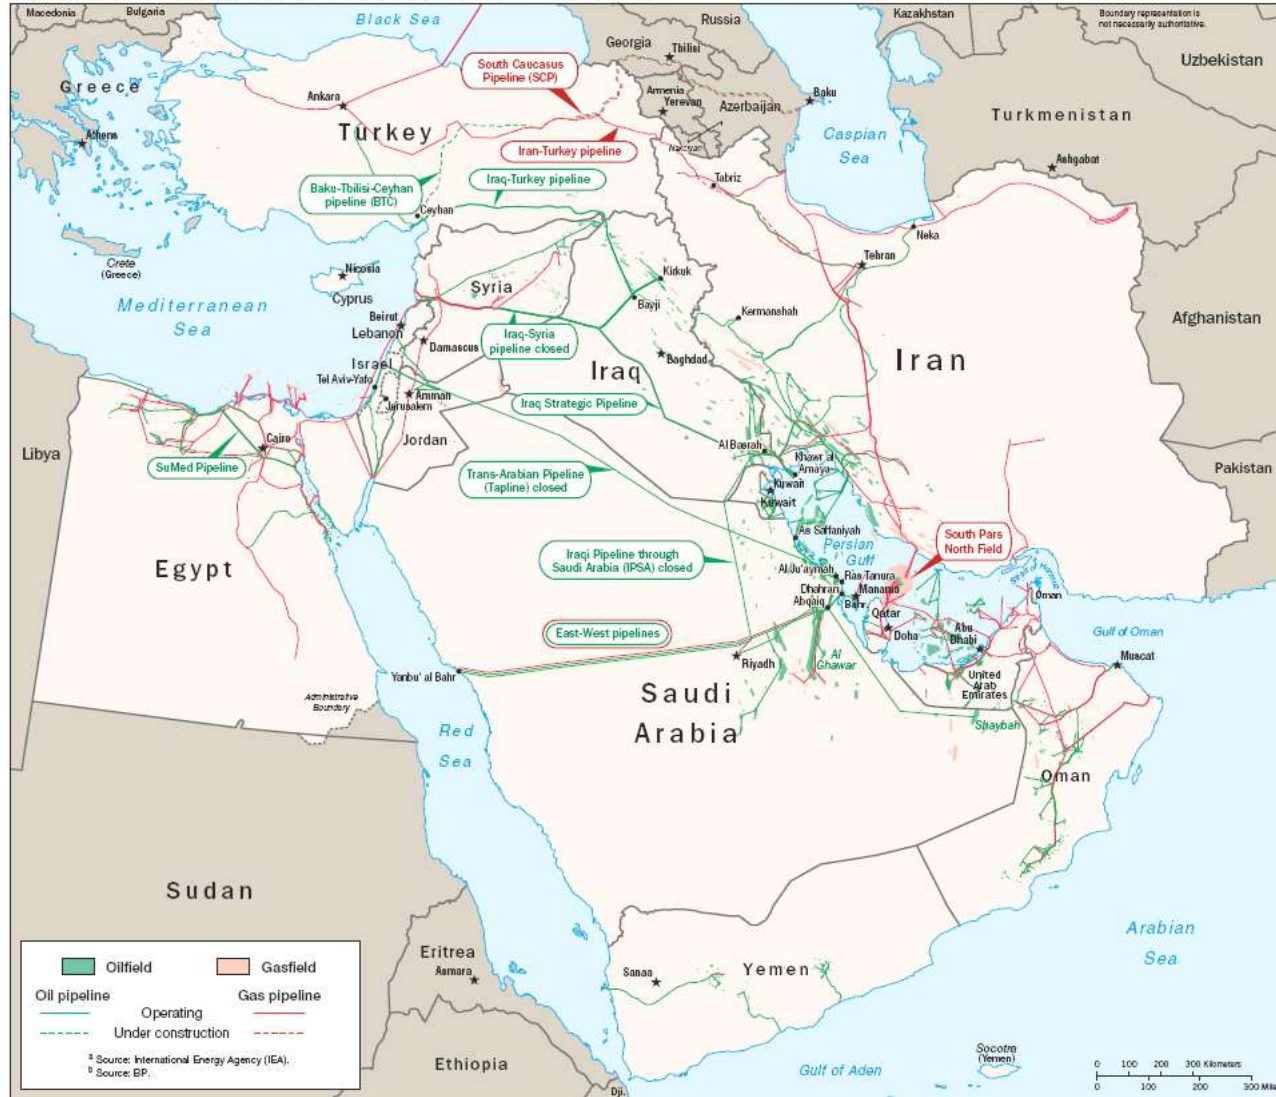 Macedonia
Bulgaria
Black Sea
Russia
Kazakhstan
Boundary representation is
not necessarily authoritative.
Uzbekistan
Georgia
Tbilisi
South Caucasus
Pipeline (SCP)
Greece
Ankara
Armenia
Yerevan
Azerbaijan
Baku
Turkmenistan
Athens
Turkey
Caspian
Sea
Iran-Turkey pipeline
Ashgabat
Baku-Tbilisi-Ceyhan
pipeline (BTC)
Iraq-Turkey pipeline
Tabriz
Ceyhan
Neka
Crete
(Greece)
Nicosia
Cyprus
Tehran
Kirkuk
Syria
Bayji
Mediterranean
Sea
Beirut
Lebanon
Kermanshah
Afghanistan
Iraq-Syria
pipeline closed
Damascus
Baghdad
Iran
Israel
Iraq
Tel Aviv-Yafo
Amman
Jerusalem
Iraq Strategic Pipeline
Libya
Cairo
Jordan
Al Basrah
Khawr al
Amaya
SuMed Pipeline
Trans-Arabian Pipeline
(Tapline) closed
Kuwait
Kuwait
Pakistan
As Saffaniyah
Persian
Gulf
South Pars
North Field
Iraqi Pipeline through
Saudi Arabia (IPSA) closed
Egypt
Al Ju'aymah
Ras Tanura
Strait of Hormuz
Dhahran
Manama
Abqaiq
Bahr.
Oman
Qatar
Doha
Abu
Dhabi
Gulf of Oman
East-West pipelines
Riyadh
Al
Ghawar
Muscat
Yanbu' al Bahr
United
Arab
Emirates
Administrative
Boundary
Saudi
Arabia
Shaybah
Red
Sea
Oman
Sudan
Arabian
Sea
Eritrea
Asmara
Sanaa
Yemen
Oilfield
Gasfield
Oil pipeline
Gas pipeline
Operating
Under construction
a Source: International Energy Agency (IEA).
b Source: BP.
Ethiopia
Dji.
Gulf of Aden
Socotra
(Yemen)
0 100 200 300 Kilometers
0 100 200 300 Mile